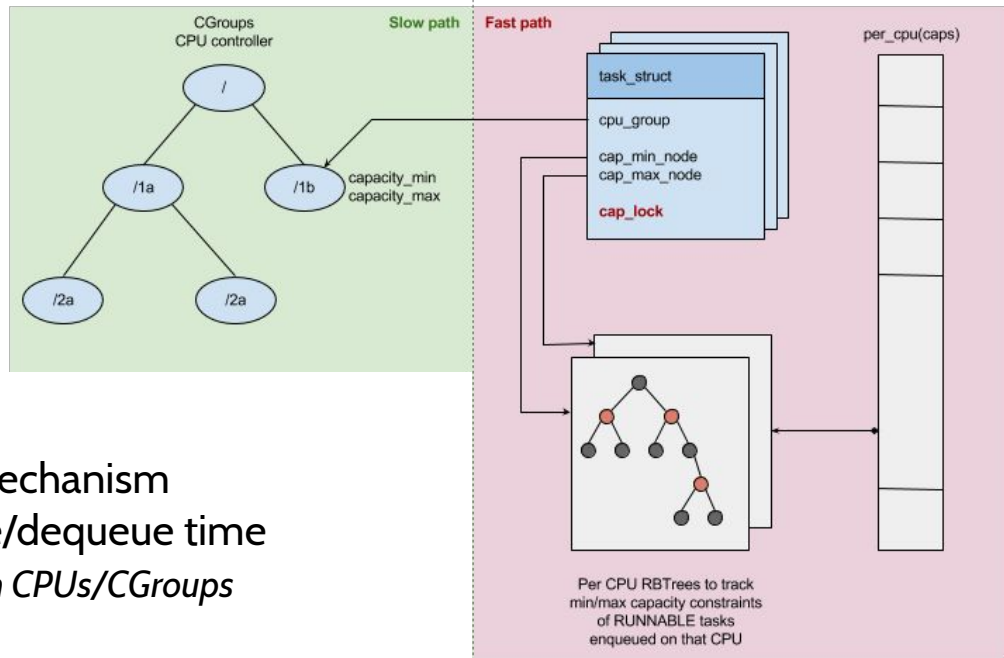 CGroups
CPU controller
Slow path
Fast path
per_cpu(caps)
/
/1a
/1b
capacity_min
capacity_max
/2a
/2a
task_struct
cpu_group
cap_min_node
cap_max_node
cap_lock
echanism
e/dequeue time
CPUs/CGroups
Per CPU RBTrees to track
min/max capacity constraints
of RUNNABLE tasks
enqueued on that CPU